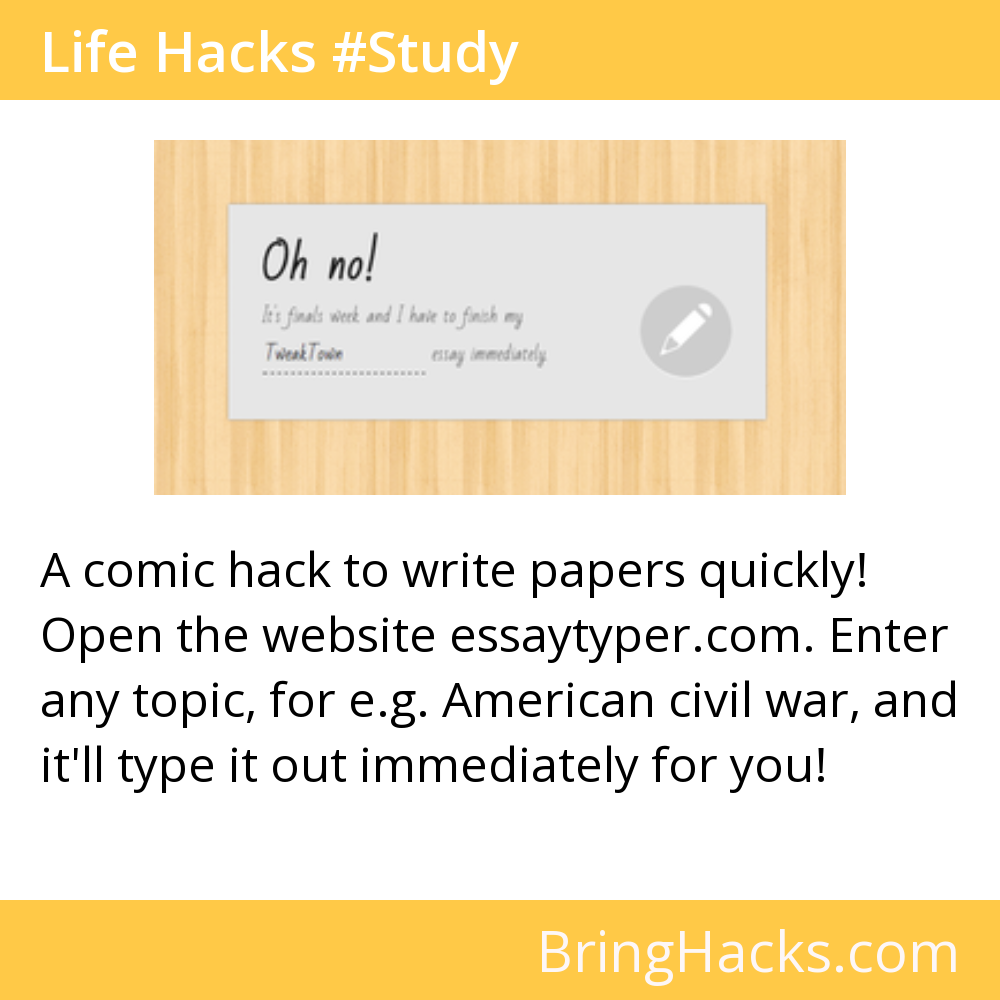 Life Hacks #Study
Oh no!
It's finals week and I have to finish my
TweakTown essay immediately
A comic hack to write papers quickly!
Open the website essaytyper.com. Enter
any topic, for e.g. American civil war, and
it'll type it out immediately for you!
BringHacks.com